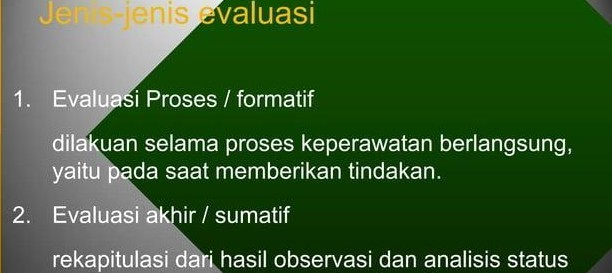 Jenis-jenis evaluasi
1. Evaluasi Proses / formatif
dilakuan selama proses keperawatan berlangsung,
yaitu pada saat memberikan tindakan.
2. Evaluasi akhir / sumatif
rekapitulasi dari hasil observasi dan analisis status